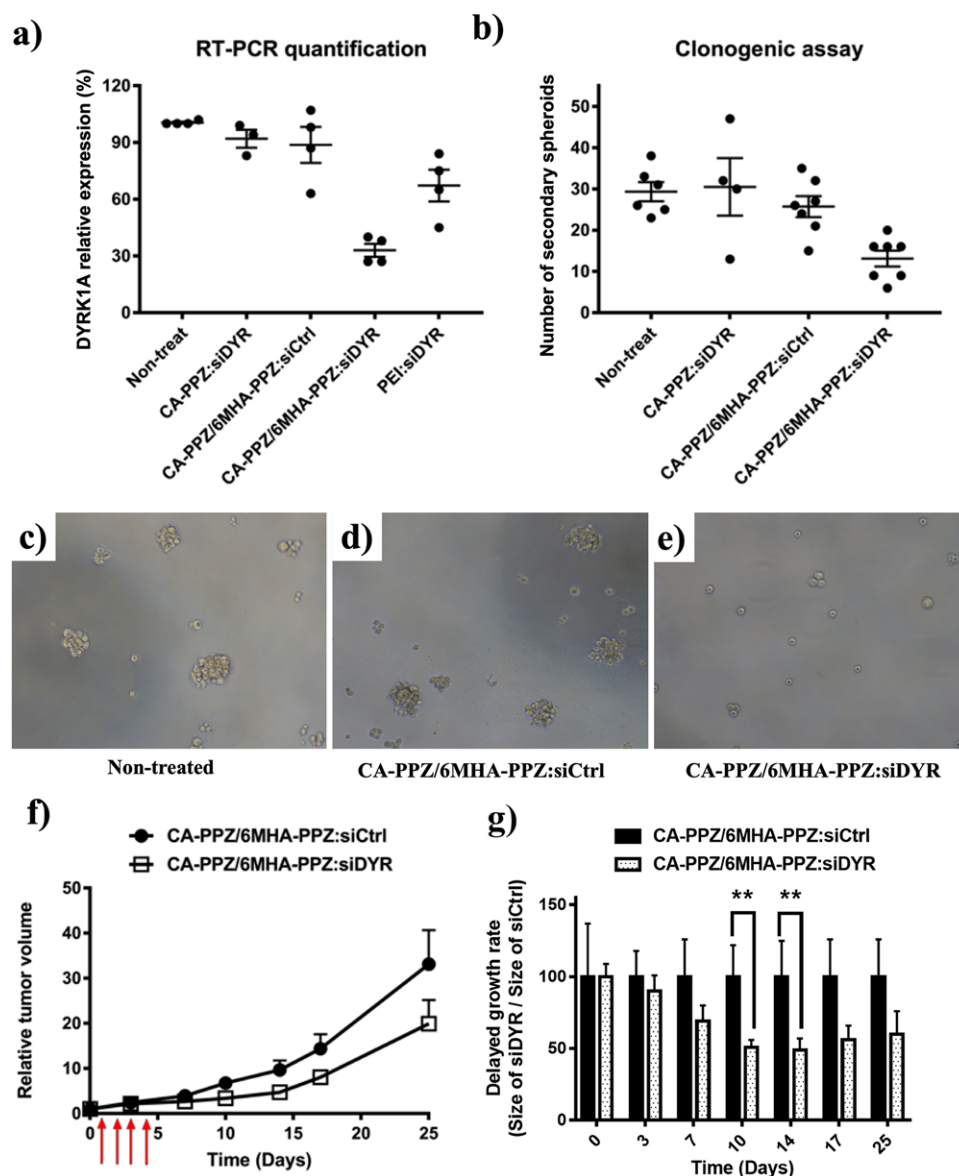 a)
RT-PCR quantification
DYRK1A relative expression (%)
120
90
60
30
0
Non-treat
CA-PPZ:siDYR
CA-PPZ/6MHA-PPZ:siCtrl
CA-PPZ/6MHA-PPZ:siDYR
PEI:siDYR
b)
Clonogenic assay
Number of secondary spheroids
50
40
30
20
10
0
Non-treat
CA-PPZ:siDYR
CA-PPZ/6MHA-PPZ:siCtrl
CA-PPZ/6MHA-PPZ:siDYR
c)
Non-treated
d)
CA-PPZ/6MHA-PPZ:siCtrl
e)
CA-PPZ/6MHA-PPZ:siDYR
f)
CA-PPZ/6MHA-PPZ:siCtrl
CA-PPZ/6MHA-PPZ:siDYR
Relative tumor volume
50
40
30
20
10
0
0 5 10 15 20 25
Time (Days)
g)
CA-PPZ/6MHA-PPZ:siCtrl
CA-PPZ/6MHA-PPZ:siDYR
Delayed growth rate
(Size of siDYR / Size of siCtrl)
150
100
50
0
** **
0 3 7 10 14 17 25
Time (Days)